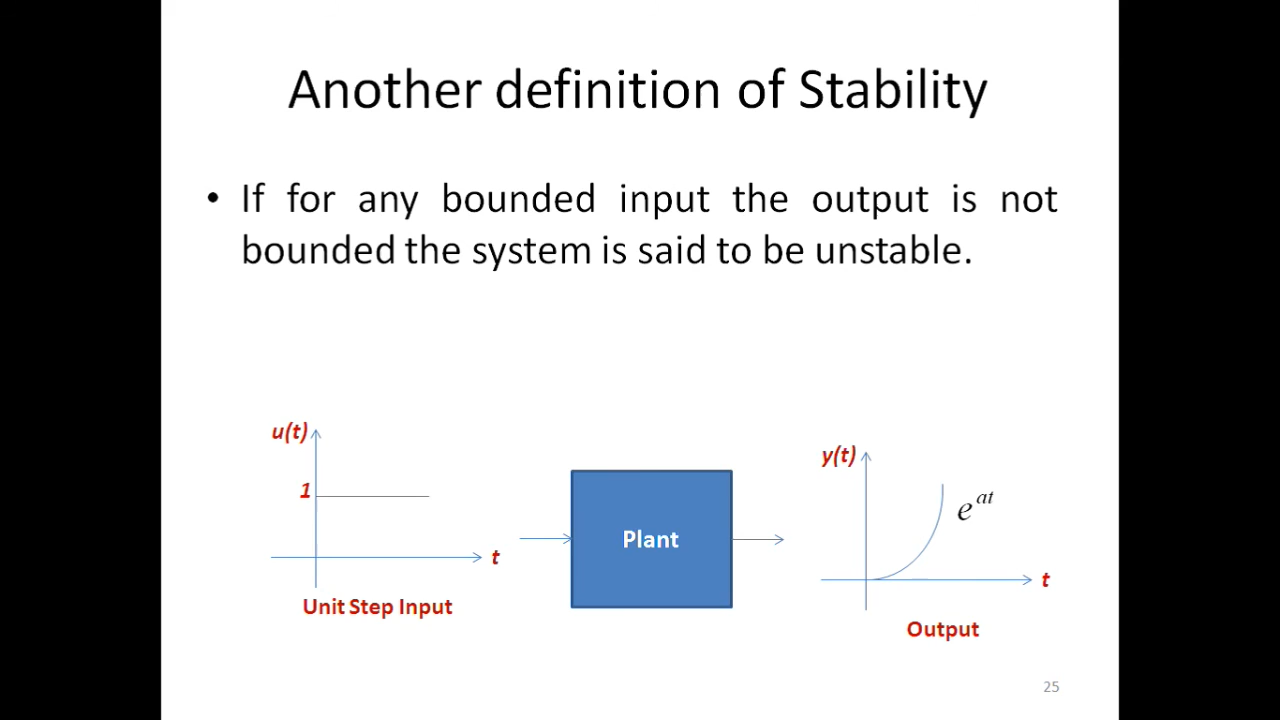 Another definition of Stability
• If for any bounded input the output is not
bounded the system is said to be unstable.
u(t)
1
t
Unit Step Input
Plant
y(t)
e^{at}
t
Output
25